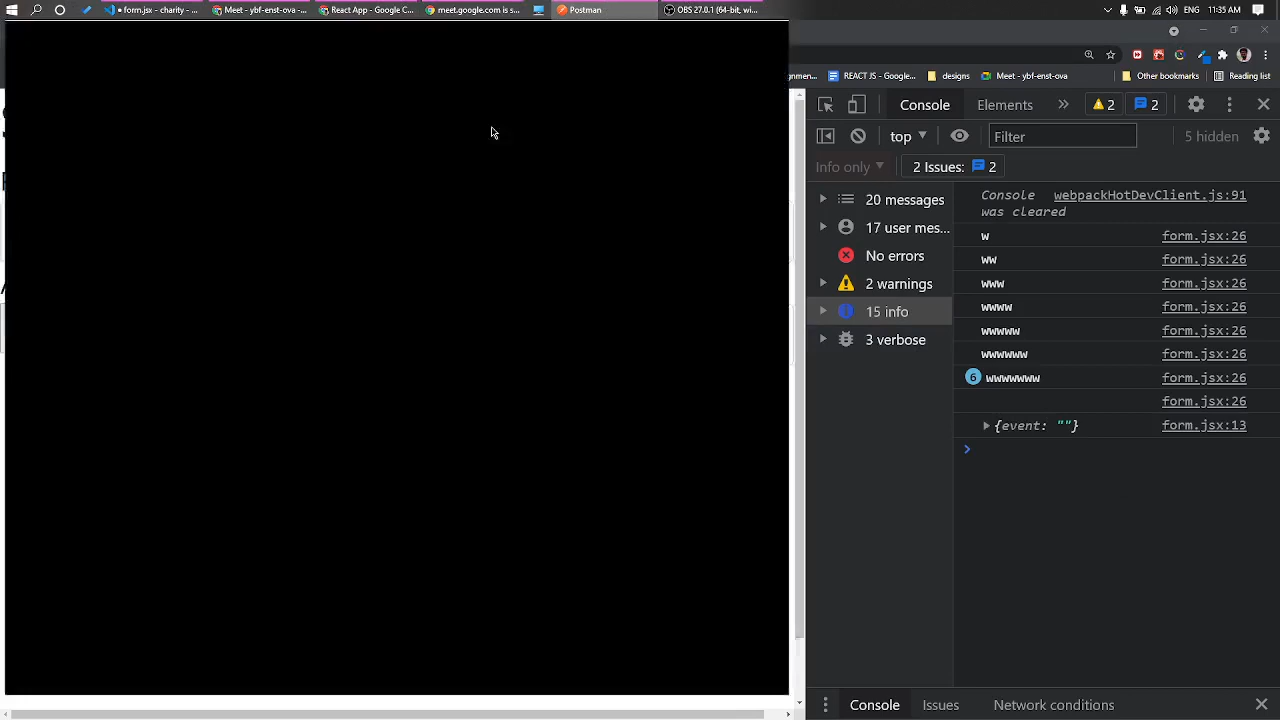 form.jsx - charity - ...
Meet - ybf-enst-ova - ...
React App - Google C...
meet.google.com is s...
Postman
OBS 27.0.1 (64-bit, wi...
ENG
1:35 AM
gnmen...
REACT JS - Google...
designs
Meet - ybf-enst-ova
Other bookmarks
Reading list
Console
Elements
2
2
top
Filter
5 hidden
Info only
2 Issues:
2
20 messages
17 user mes...
No errors
2 warnings
15 info
3 verbose
Console was cleared
webpackHotDevClient.js:91
w
form.jsx:26
ww
form.jsx:26
www
form.jsx:26
wwww
form.jsx:26
wwwww
form.jsx:26
wwwwww
form.jsx:26
6
wwwwwww
form.jsx:26
form.jsx:26
{event: ""}
form.jsx:13
Console
Issues
Network conditions